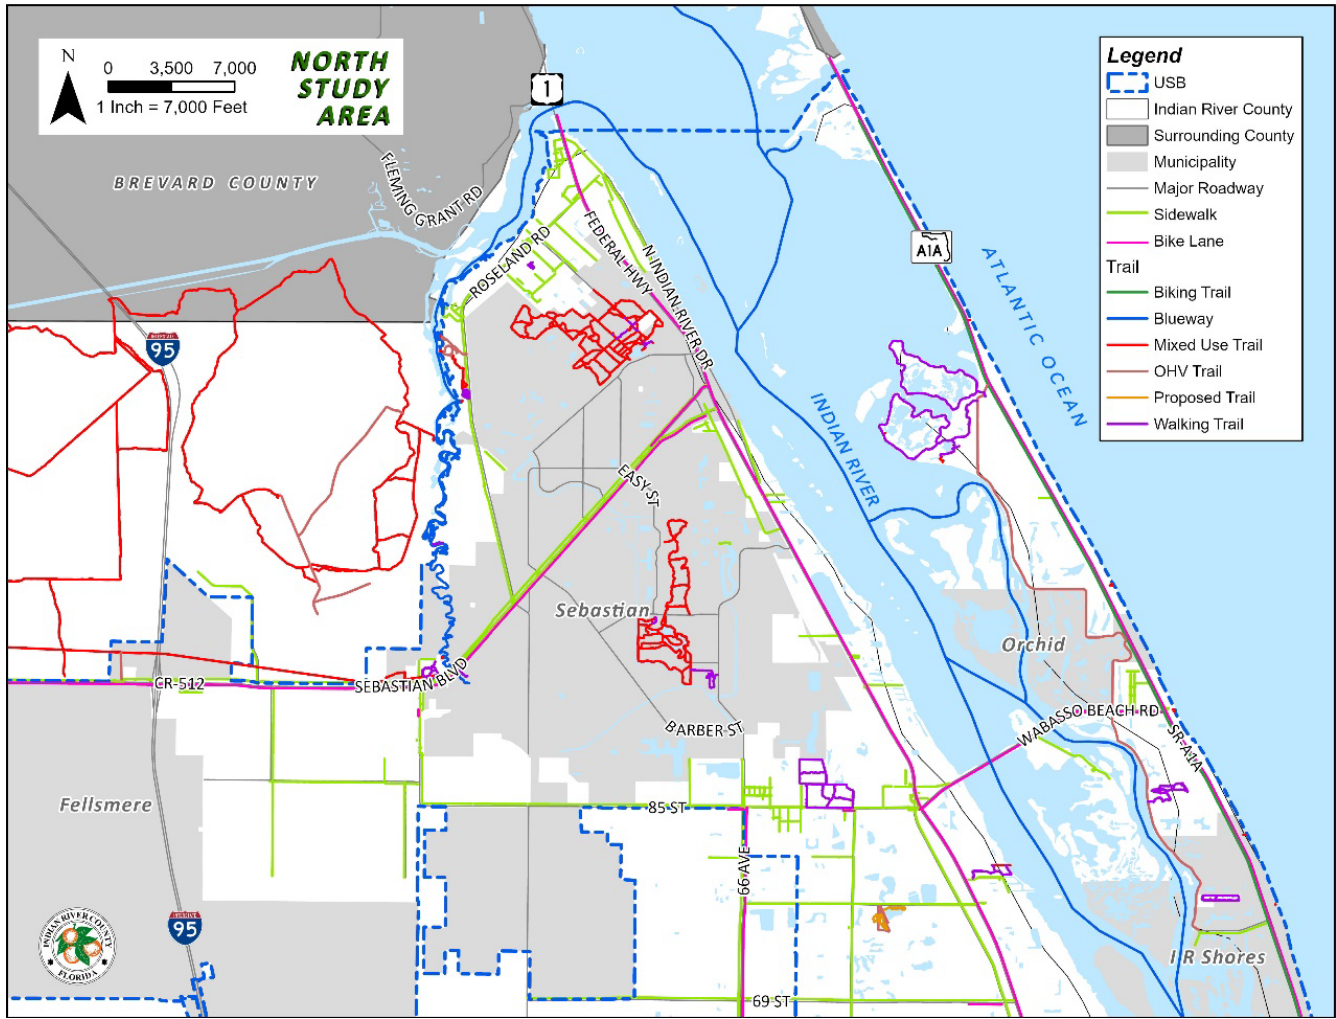 N
0 3,500 7,000
1 Inch = 7,000 Feet
NORTH
STUDY
AREA
1
Legend
USB
Indian River County
Surrounding County
Municipality
Major Roadway
Sidewalk
Bike Lane
Trail
Biking Trail
Blueway
Mixed Use Trail
OHV Trail
Proposed Trail
Walking Trail
BREVARD COUNTY
FLEMING GRANT RD
ROSELAND RD
FEDERAL HWY
N INDIAN RIVER DR
A1A
ATLANTIC OCEAN
95
INDIAN RIVER
EASY ST
Sebastian
Orchid
CR-512
SEBASTIAN BLVD
BARBER ST
WABASSO BEACH RD
SR-A1A
Fellsmere
85 ST
66 AVE
95
INDIAN RIVER COUNTY
FLORIDA
I R Shores
69 ST